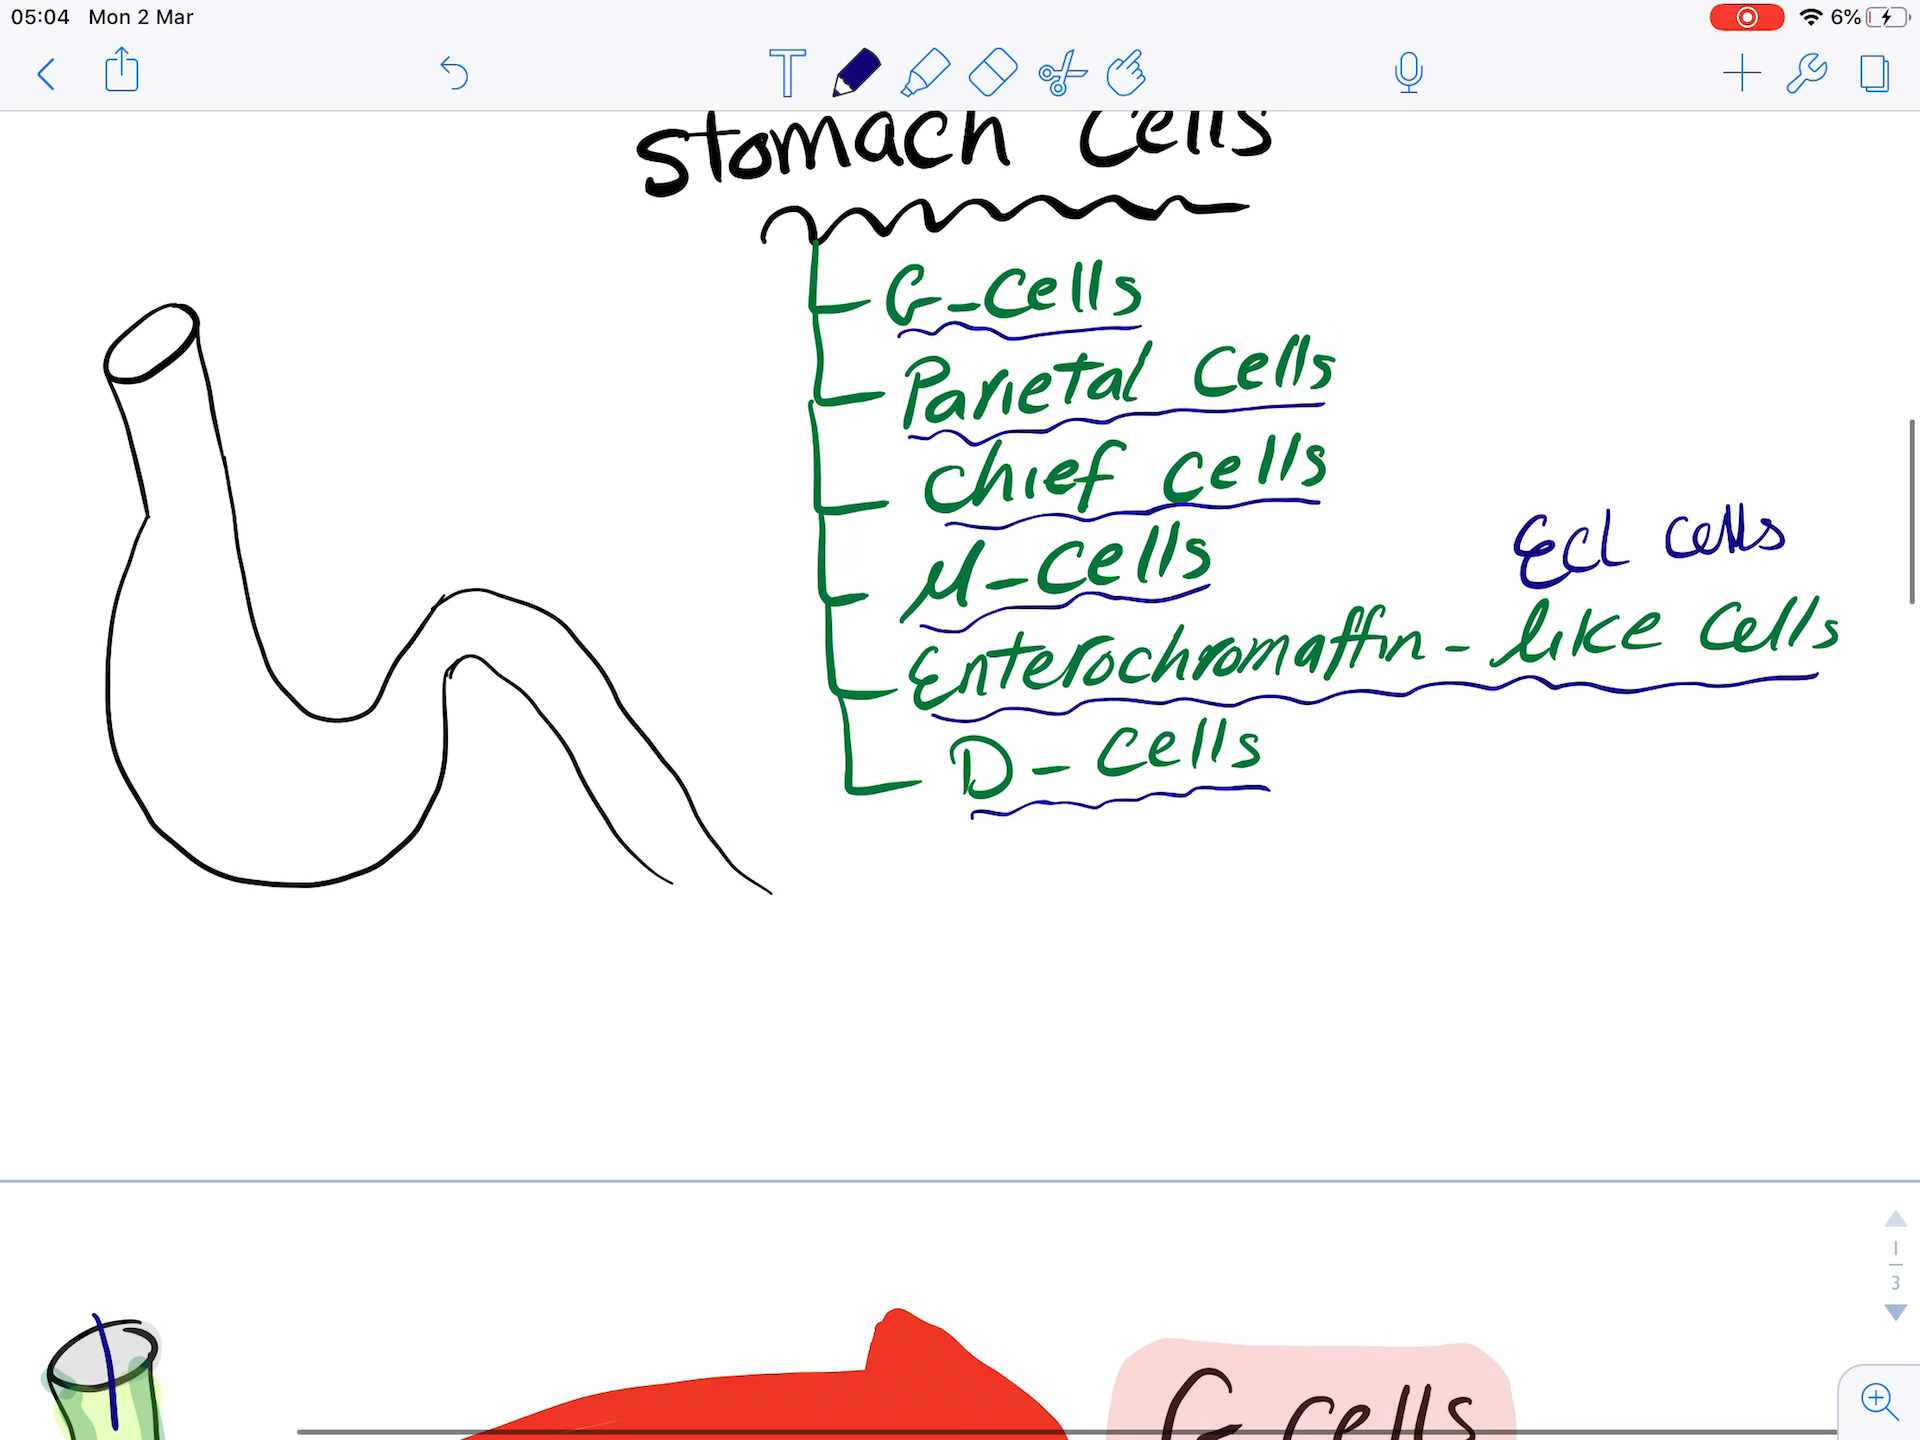 05:04 Mon 2 Mar
6%
Stomach Cells
G-Cells
Parietal Cells
chief cells
M-cells
Ecl cells
Enterochromaffin-like Cells
D-Cells
1
3
G cells